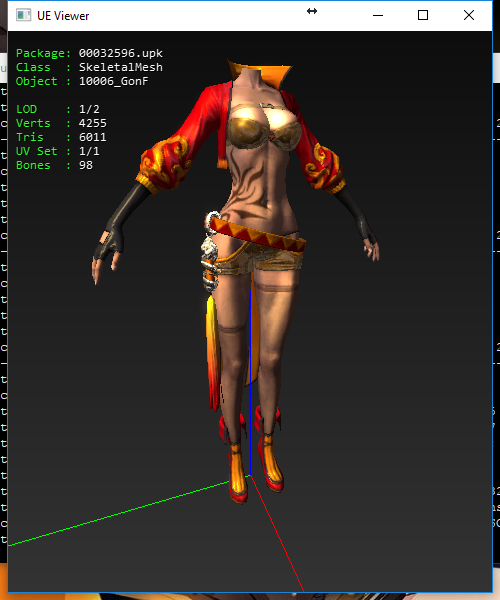 UE Viewer
Package: 00032596.upk
Class : SkeletalMesh
Object : 10006_GonF
LOD : 1/2
Verts : 4255
Tris : 6011
UV Set : 1/1
Bones : 98